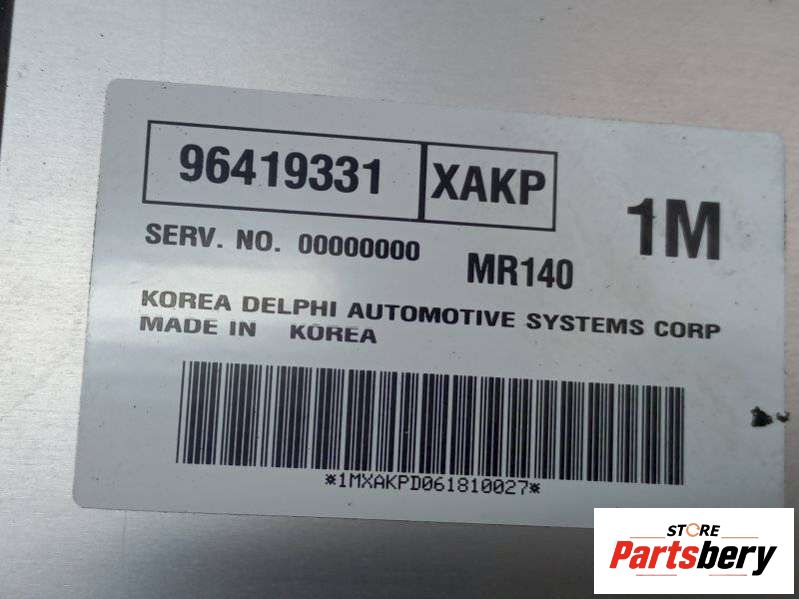 96419331 XAKP
1M
SERV. NO. 00000000 MR140
KOREA DELPHI AUTOMOTIVE SYSTEMS CORP
MADE IN KOREA
*1MXAKPD061810027*
STORE
Partsbery